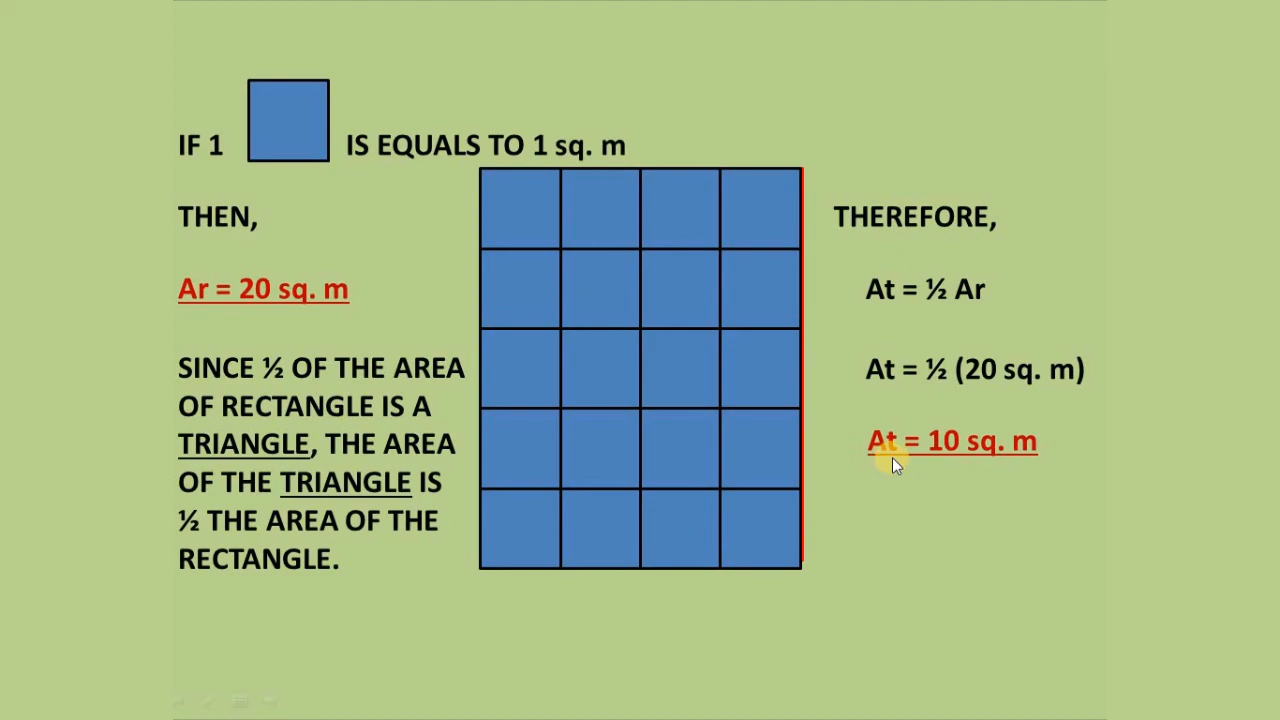 IF 1 IS EQUALS TO 1 sq. m
THEN,
Ar = 20 sq. m
SINCE ½ OF THE AREA
OF RECTANGLE IS A
TRIANGLE, THE AREA
OF THE TRIANGLE IS
½ THE AREA OF THE
RECTANGLE.
THEREFORE,
At = ½ Ar
At = ½ (20 sq. m)
At = 10 sq. m